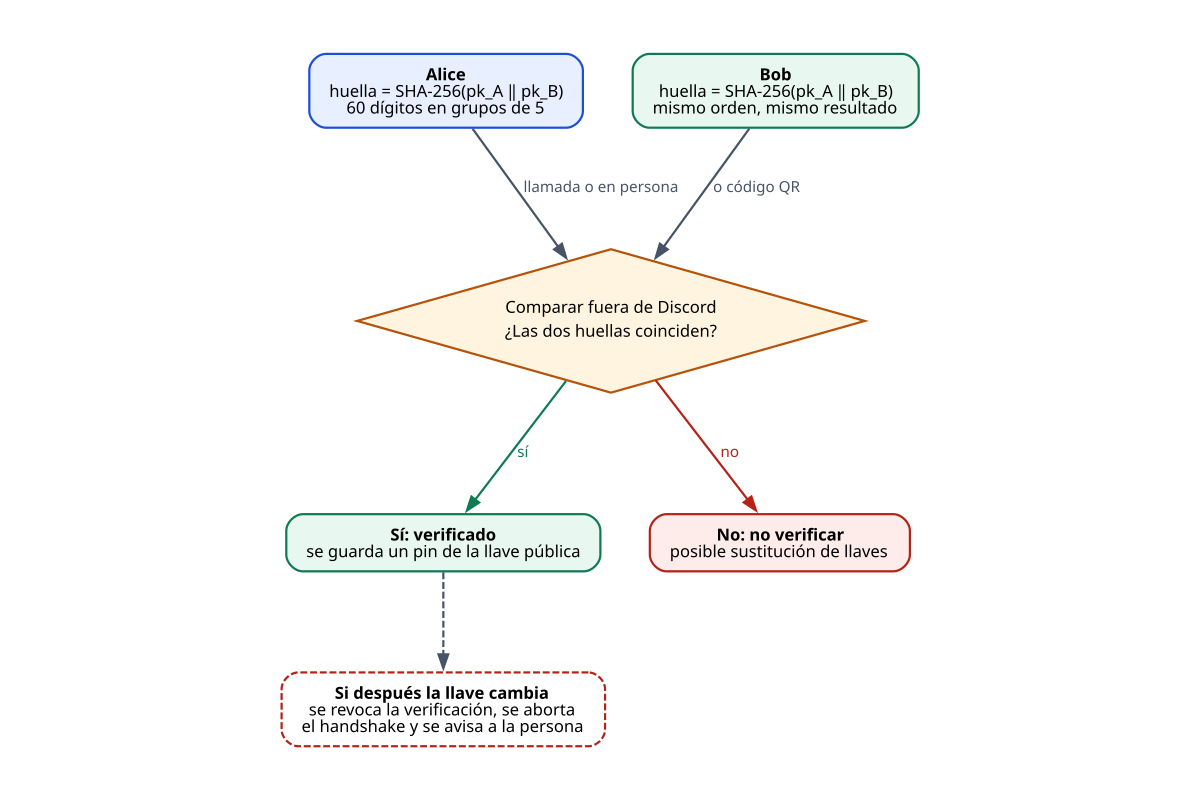 Alice
huella = SHA-256(pk_A || pk_B)
60 dígitos en grupos de 5
Bob
huella = SHA-256(pk_A || pk_B)
mismo orden, mismo resultado
llamada o en persona
o código QR
Comparar fuera de Discord
¿Las dos huellas coinciden?
sí
no
Sí: verificado
se guarda un pin de la llave pública
No: no verificar
posible sustitución de llaves
Si después la llave cambia
se revoca la verificación, se aborta
el handshake y se avisa a la persona